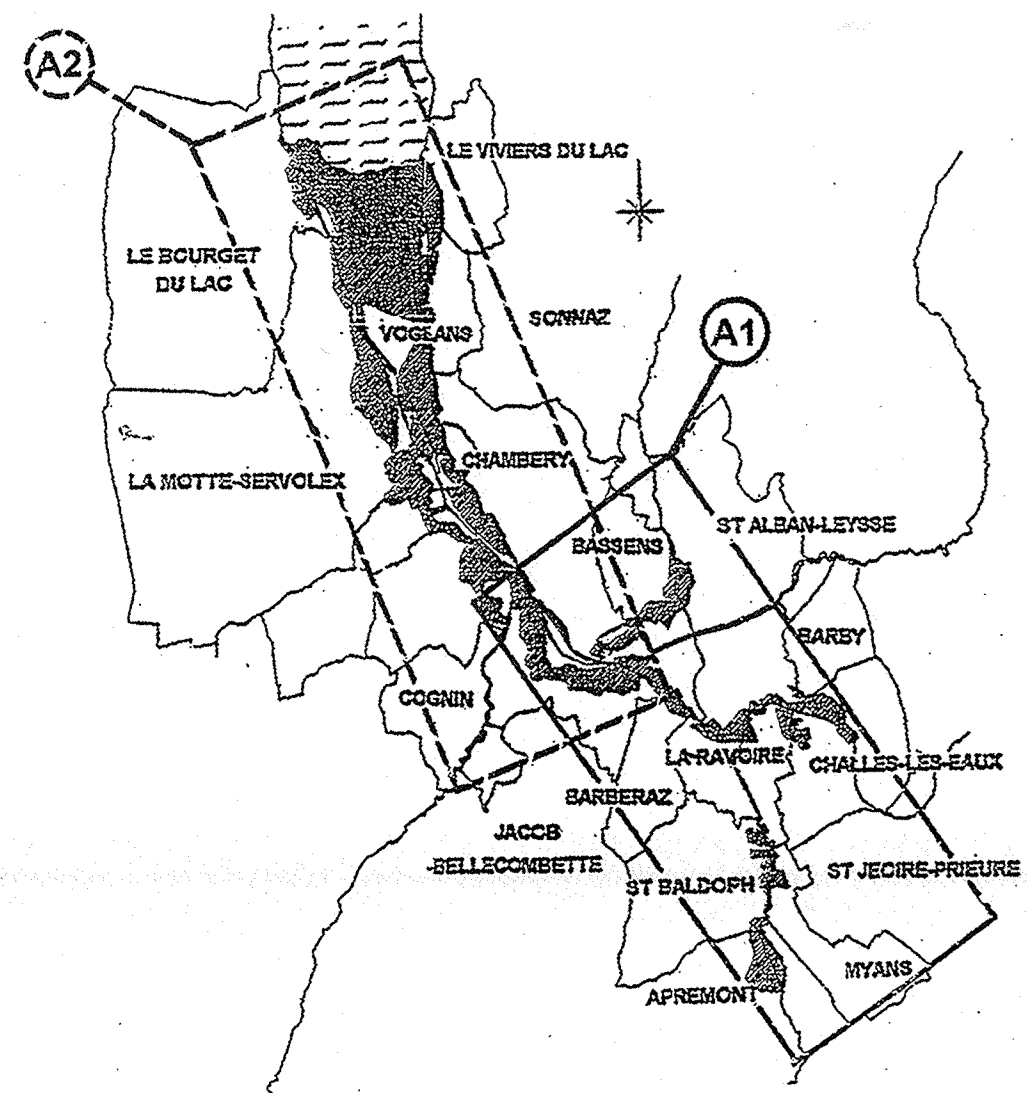 A2
LE VIVIERS DU LAC
LE BOURGET
DU LAC
SONNAZ
VOGLANS
A1
CHAMBERY
LA MOTTE-SERVOLEX
ST ALBAN-LEYSSE
BASSENS
BARBY
COGNIN
LA RAVOIRE
CHALLES-LES-EAUX
BARBERAZ
JACOB
-BELLECOMBETTE
ST JEOIRE-PRIEURE
ST BALDOPH
MYANS
APREMONT